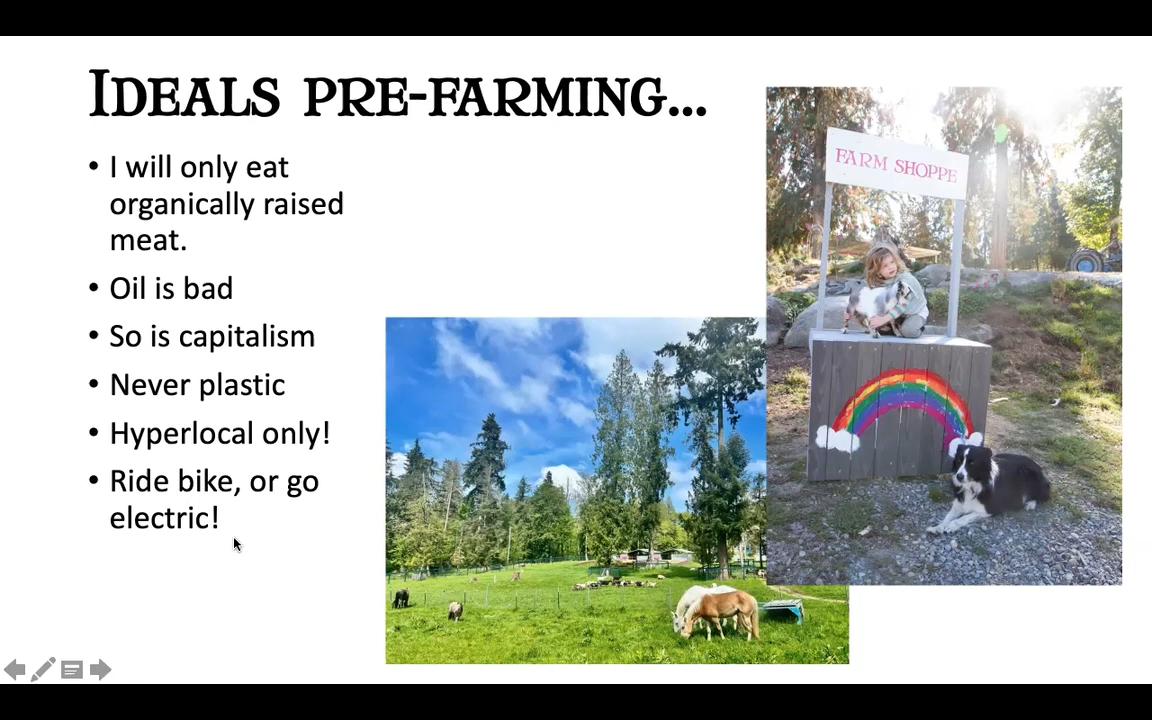 Ideals pre-farming...
• I will only eat
organically raised
meat.
• Oil is bad
• So is capitalism
• Never plastic
• Hyperlocal only!
• Ride bike, or go
electric!
FARM SHOPPE